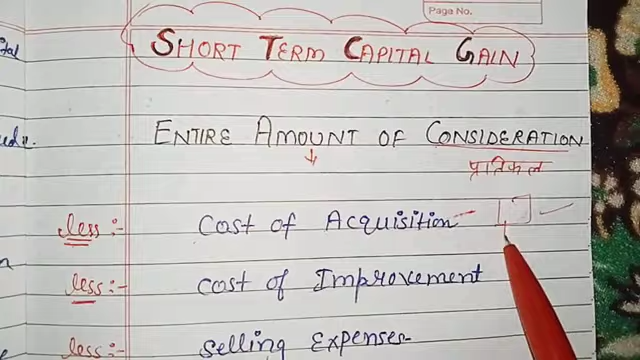 Page No.
SHORT TERM CAPITAL GAIN
ENTIRE AMOUNT OF CONSIDERATION
प्रतिकल
less:- Cost of Acquisition
less:- Cost of Improvement
less:- Selling Expenses